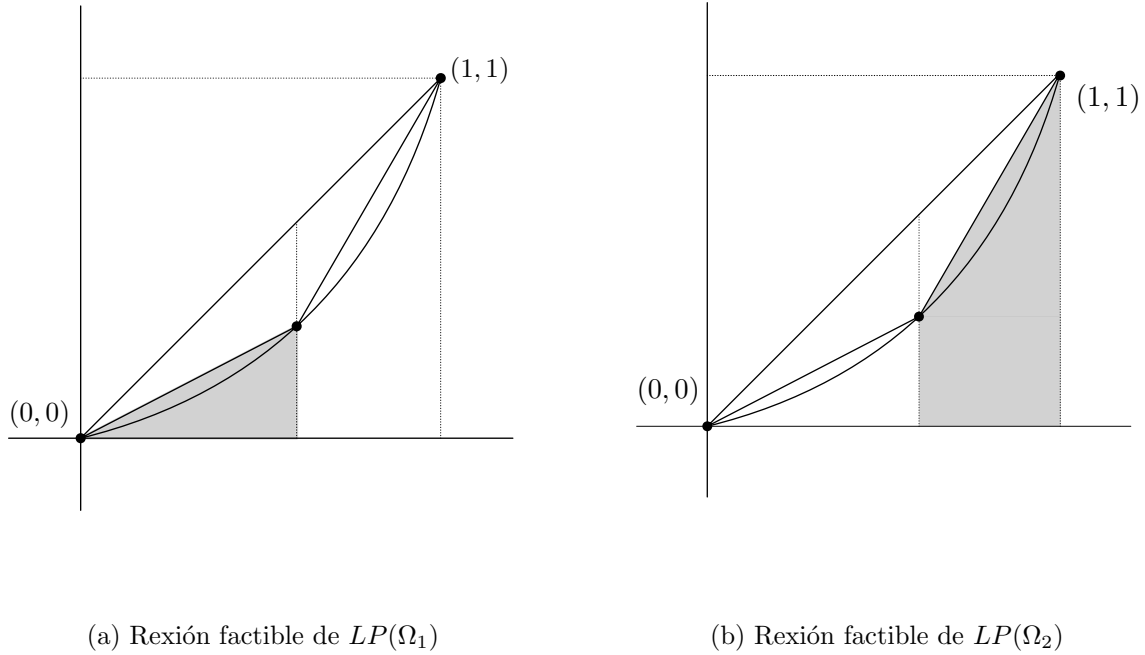 (1, 1)
(0, 0)
(a) Rexión factible de LP(Ω₁)
(1, 1)
(0, 0)
(b) Rexión factible de LP(Ω₂)